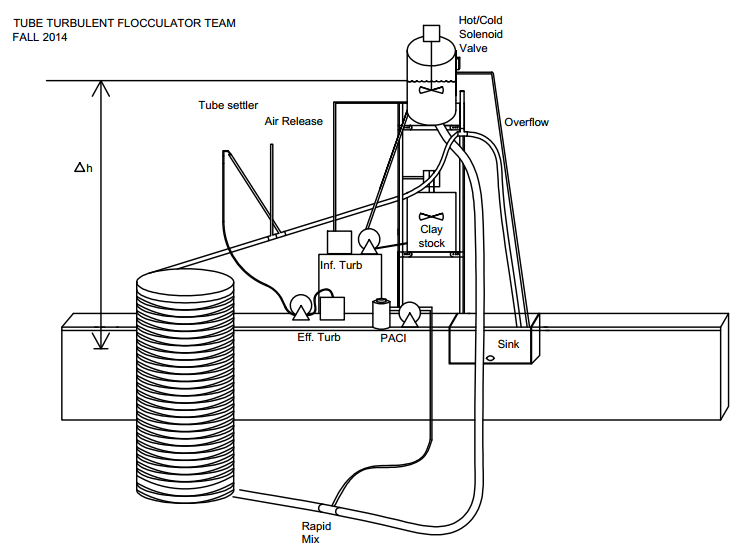 TUBE TURBULENT FLOCCULATOR TEAM
FALL 2014
Hot/Cold
Solenoid
Valve
Tube settler
Air Release
Overflow
△h
Clay
stock
Inf. Turb
Eff. Turb
PACl
Sink
Rapid
Mix